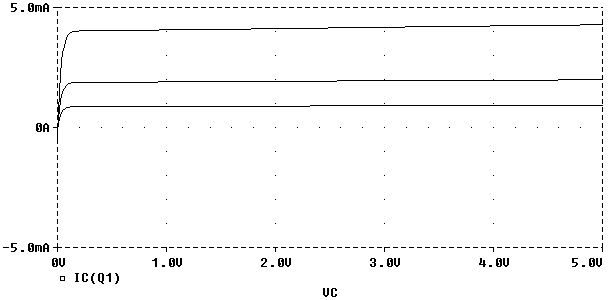 5.0mA
0A
-5.0mA
0V 1.0V 2.0V 3.0V 4.0V 5.0V
IC(Q1)
VC